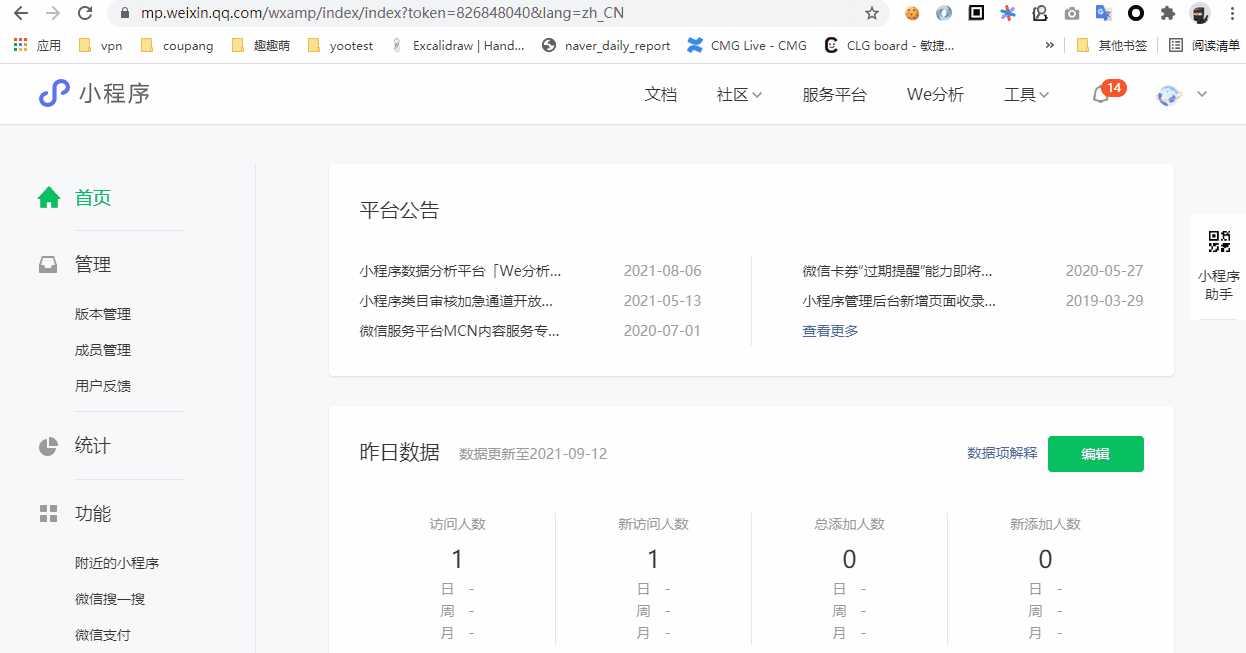 mp.weixin.qq.com/wxamp/index/index?token=826848040&lang=zh_CN
应用 vpn coupang 趣趣萌 yootest Excalidraw | Hand... naver_daily_report CMG Live - CMG CLG board - 敏捷... » 其他书签 阅读清单
小程序 文档 社区 服务平台 We分析 工具 14
首页
管理
版本管理
成员管理
用户反馈
统计
功能
附近的小程序
微信搜一搜
微信支付
平台公告
小程序数据分析平台「We分析... 2021-08-06
小程序类目审核加急通道开放... 2021-05-13
微信服务平台MCN内容服务专... 2020-07-01
微信卡券“过期提醒”能力即将... 2020-05-27
小程序管理后台新增页面收录... 2019-03-29
查看更多
昨日数据 数据更新至2021-09-12 数据项解释 编辑
访问人数 新访问人数 总添加人数 新添加人数
1 1 0 0
日 - 日 - 日 - 日 -
周 - 周 - 周 - 周 -
月 - 月 - 月 - 月 -
小程序
助手